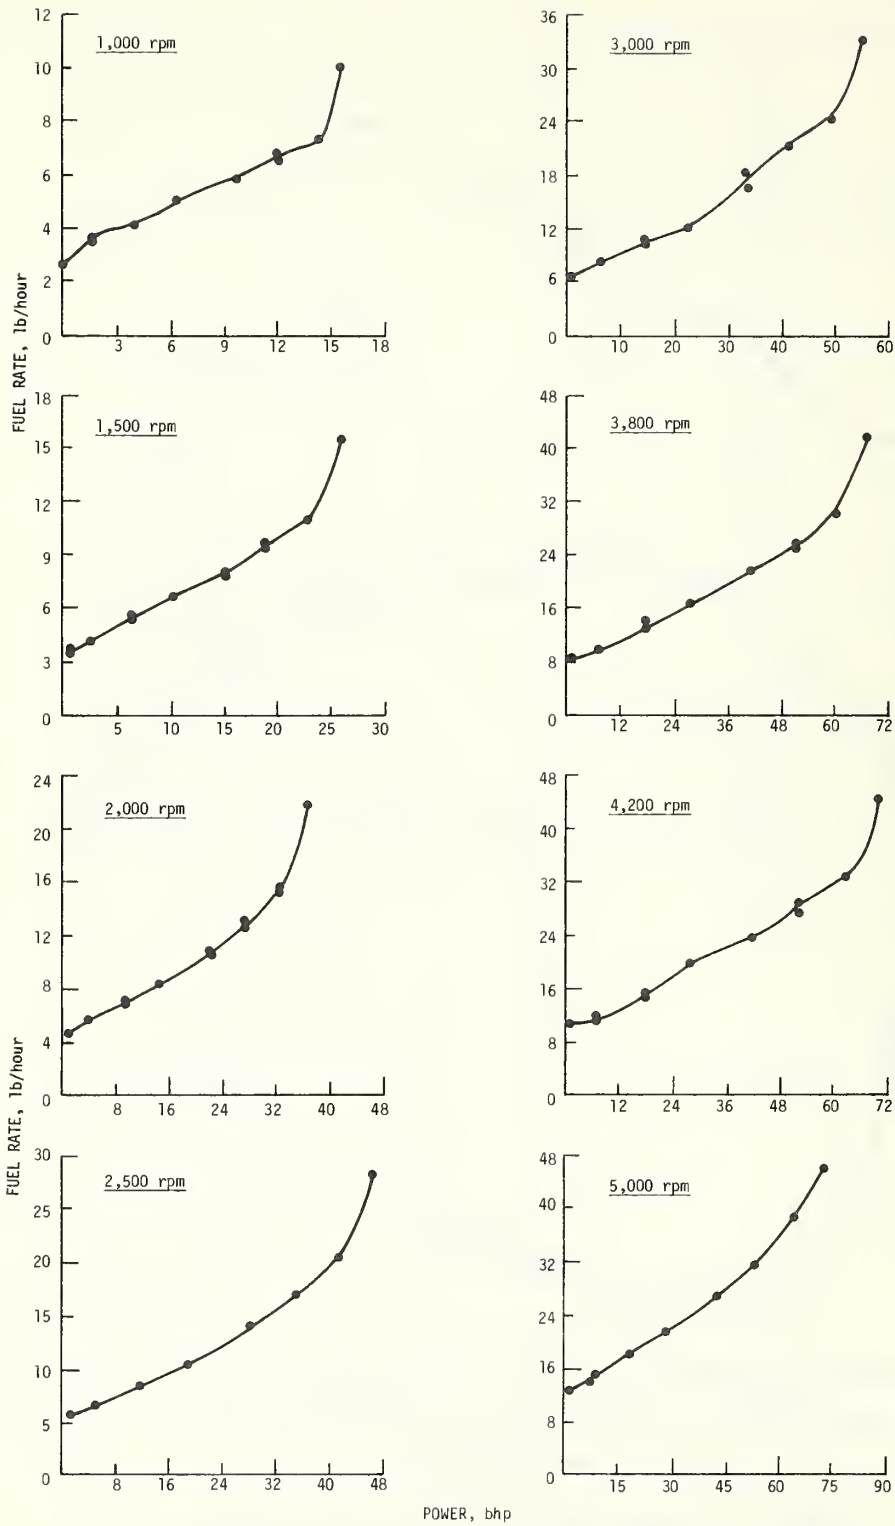 FUEL RATE, lb/hour
1,000 rpm
12
10
8
6
4
2
0
3 6 9 12 15 18
3,000 rpm
36
30
24
18
12
6
0
10 20 30 40 50 60
1,500 rpm
18
15
12
9
6
3
0
5 10 15 20 25 30
3,800 rpm
48
40
32
24
16
8
0
12 24 36 48 60 72
FUEL RATE, lb/hour
2,000 rpm
24
20
16
12
8
4
0
8 16 24 32 40 48
4,200 rpm
48
40
32
24
16
8
0
12 24 36 48 60 72
2,500 rpm
30
25
20
15
10
5
0
8 16 24 32 40 48
5,000 rpm
48
40
32
24
16
8
0
15 30 45 60 75 90
POWER, bhp